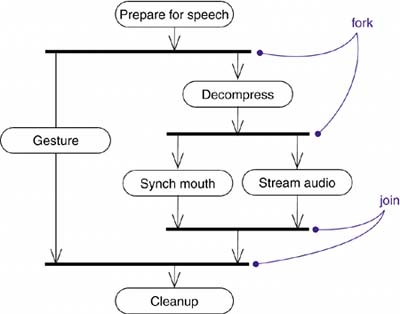 Prepare for speech
fork
Decompress
Gesture
Synch mouth
Stream audio
join
Cleanup